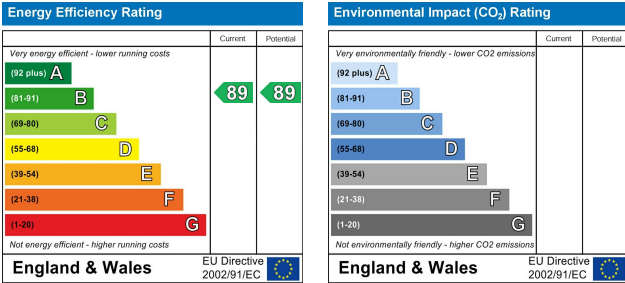 Energy Efficiency Rating
Current Potential
Very energy efficient - lower running costs
(92 plus) A
(81-91) B 89 89
(69-80) C
(55-68) D
(39-54) E
(21-38) F
(1-20) G
Not energy efficient - higher running costs
England & Wales
EU Directive
2002/91/EC
Environmental Impact (CO₂) Rating
Current Potential
Very environmentally friendly - lower CO2 emissions
(92 plus) A
(81-91) B
(69-80) C
(55-68) D
(39-54) E
(21-38) F
(1-20) G
Not environmentally friendly - higher CO2 emissions
England & Wales
EU Directive
2002/91/EC